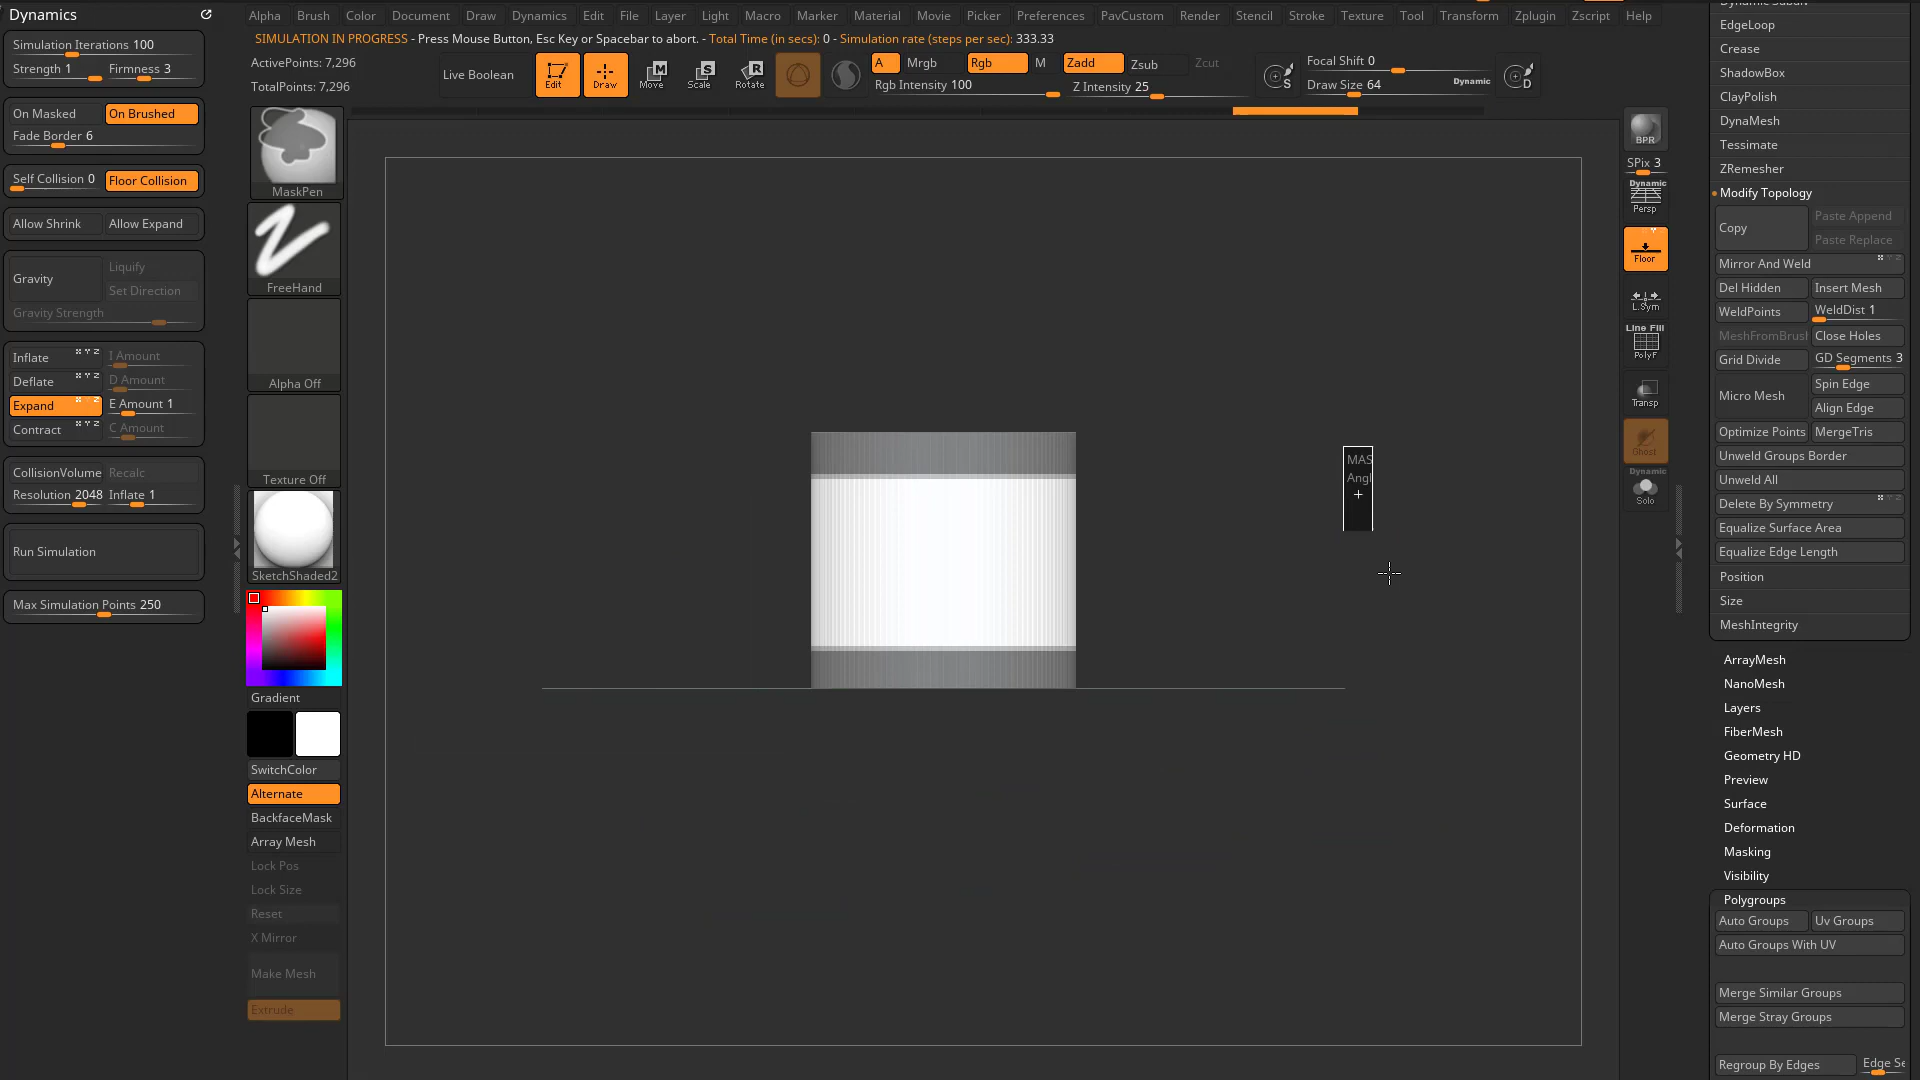 Dynamics
Alpha Brush Color Document Draw Dynamics Edit File Layer Light Macro Marker Material Movie Picker Preferences PavCustom Render Stencil Stroke Texture Tool Transform Zplugin Zscript Help
SIMULATION IN PROGRESS - Press Mouse Button, Esc Key or Spacebar to abort. - Total Time (in secs): 0 - Simulation rate (steps per sec): 333.33
Simulation Iterations 100
Strength 1 Firmness 3
On Masked On Brushed
Fade Border 6
Self Collision 0 Floor Collision
Allow Shrink Allow Expand
Gravity
Liquify
Set Direction
Gravity Strength
Inflate X Y Z I Amount
Deflate X Y Z D Amount
Expand X Y Z E Amount 1
Contract X Y Z C Amount
CollisionVolume Recalc
Resolution 2048 Inflate 1
Run Simulation
Max Simulation Points 250
ActivePoints: 7,296
TotalPoints: 7,296
Live Boolean
Edit
Draw
M
Move
S
Scale
R
Rotate
A Mrgb Rgb M Zadd Zsub Zcut
Rgb Intensity 100 Z Intensity 25
S
Focal Shift 0
Draw Size 64 Dynamic
D
MaskPen
FreeHand
Alpha Off
Texture Off
SketchShaded2
Gradient
SwitchColor
Alternate
BackfaceMask
Array Mesh
Lock Pos
Lock Size
Reset
X Mirror
Make Mesh
Extrude
MAS
Angl
BPR
SPix 3
Dynamic
Persp
Floor
L.Sym
Line Fill
PolyF
Transp
Ghost
Dynamic
Solo
EdgeLoop
Crease
ShadowBox
ClayPolish
DynaMesh
Tessimate
ZRemesher
Modify Topology
Copy
Paste Append
Paste Replace
Mirror And Weld
Del Hidden Insert Mesh
WeldPoints WeldDist 1
MeshFromBrus Close Holes
Grid Divide GD Segments 3
Micro Mesh
Spin Edge
Align Edge
Optimize Points MergeTris
Unweld Groups Border
Unweld All
Delete By Symmetry
Equalize Surface Area
Equalize Edge Length
Position
Size
MeshIntegrity
ArrayMesh
NanoMesh
Layers
FiberMesh
Geometry HD
Preview
Surface
Deformation
Masking
Visibility
Polygroups
Auto Groups Uv Groups
Auto Groups With UV
Merge Similar Groups
Merge Stray Groups
Regroup By Edges Edge Se